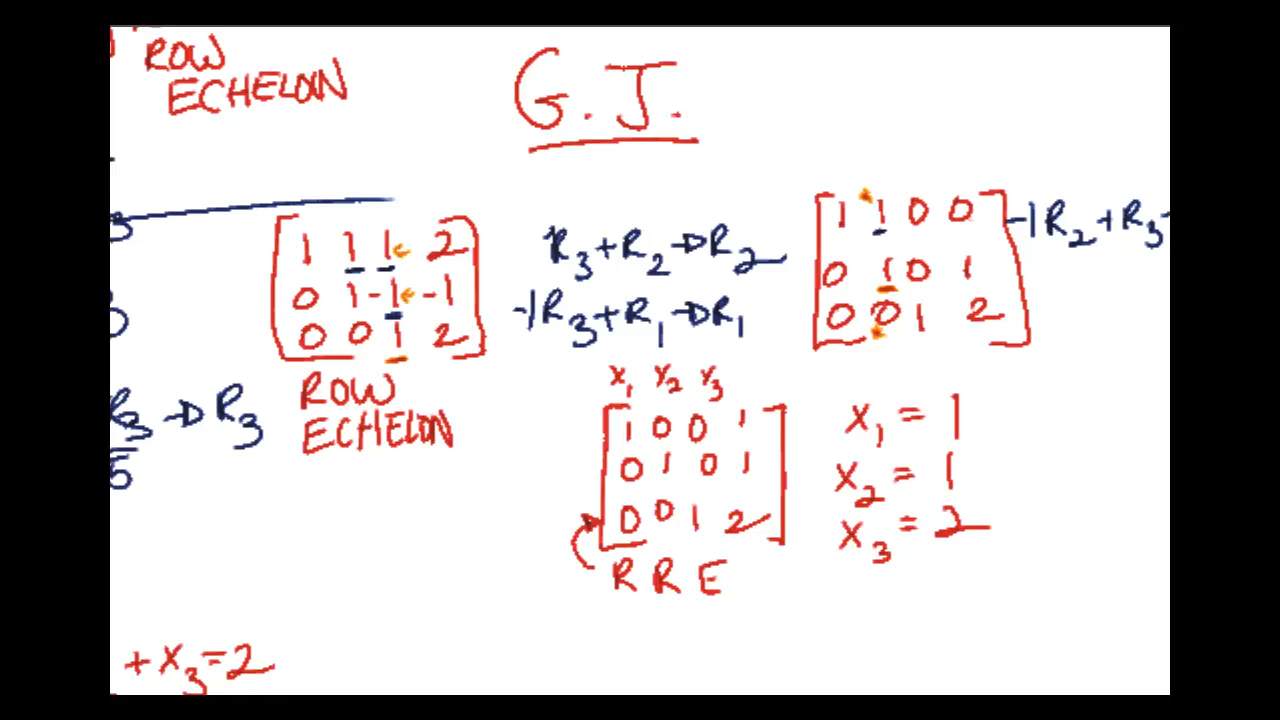 ROW
ECHELON
G.J.
3
1 1 1 2
0 1 -1 -1
0 0 1 2
R3+R2→R2
-1R3+R1→R1
1 1 0 0
0 1 0 1
0 0 1 2
-1R2+R3
R3→R3
5
ROW
ECHELON
x1 x2 x3
1 0 0 1
0 1 0 1
0 0 1 2
RRE
x1=1
x2=1
x3=2
+x3=2